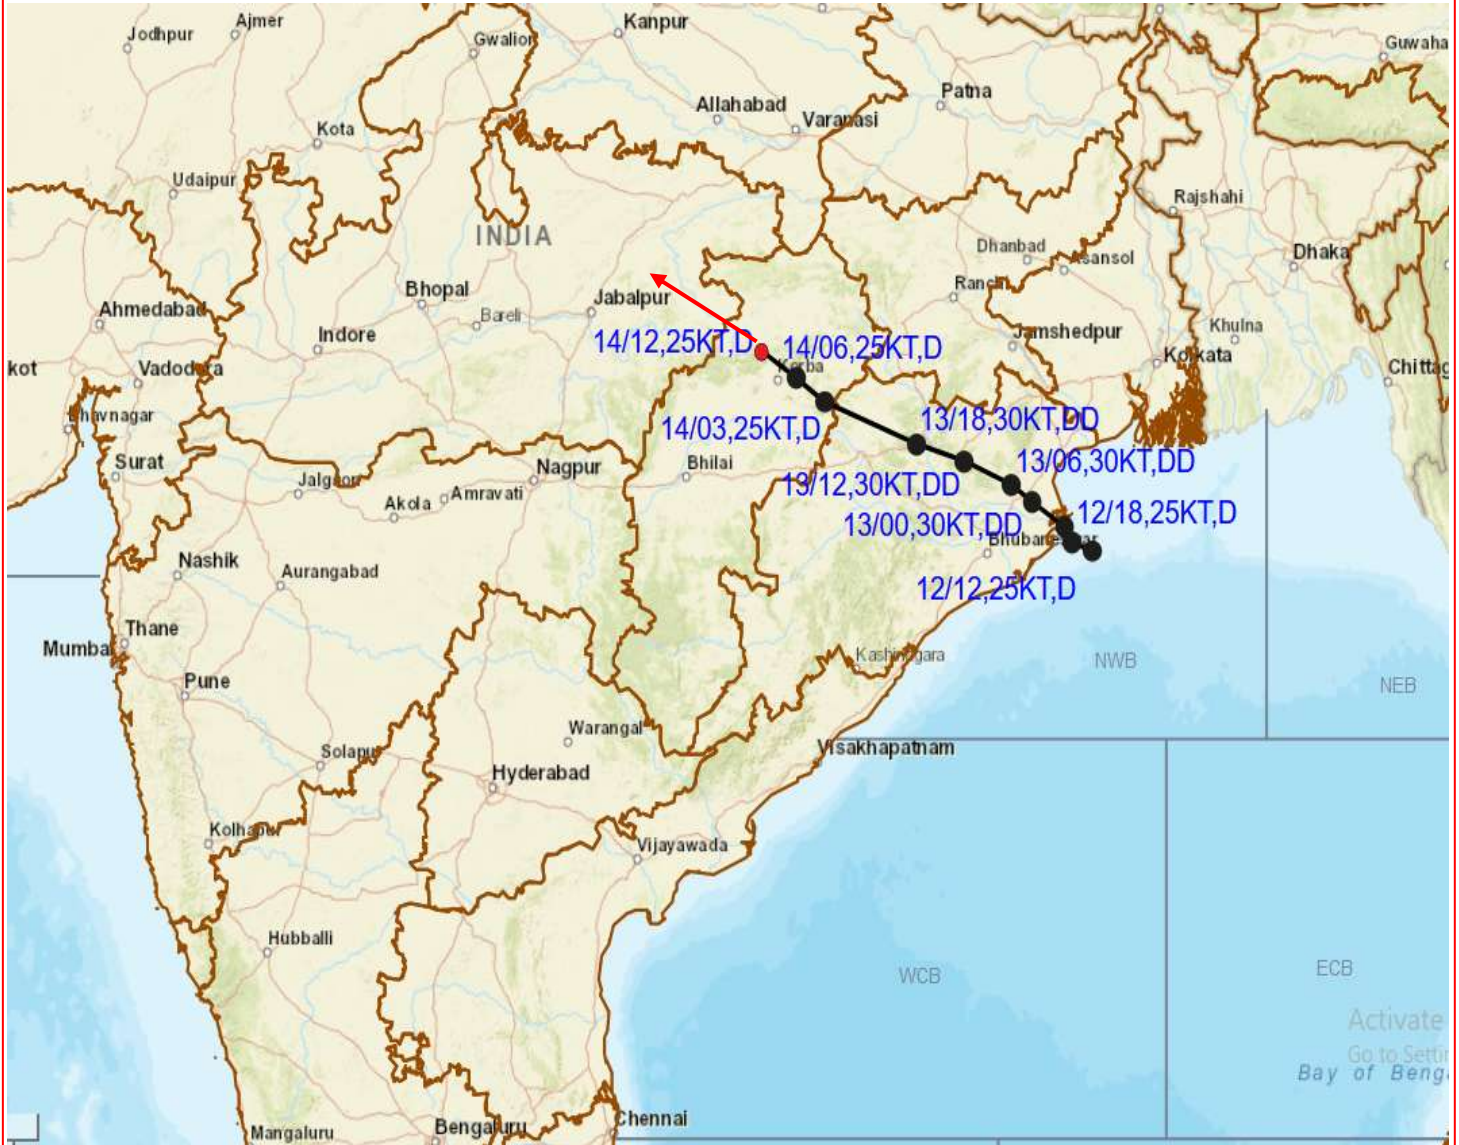 Ajmer
Kanpur
Jodhpur
Gwalior
Guwaha
Patna
Allahabad
Varanasi
Kota
Udaipur
Rajshahi
INDIA
Dhanbad
Asansol
Dhaka
Bhopal
Jabalpur
Ranchi
Ahmedabad
Bareli
Indore
Jamshedpur
Khulna
14/12,25KT,D
14/06,25KT,D
Kolkata
kot
Vadodara
Korba
Chittag
Bhavnagar
13/18,30KT,DD
14/03,25KT,D
Surat
Nagpur
Bhilai
13/06,30KT,DD
Jalgaon
Akola
Amravati
13/12,30KT,DD
12/18,25KT,D
13/00,30KT,DD
Bhubaneswar
Nashik
Aurangabad
12/12,25KT,D
Thane
Mumbai
Kashinagara
NWB
Pune
NEB
Warangal
Solapur
Visakhapatnam
Hyderabad
Kolhapur
Vijayawada
Hubballi
WCB
ECB
Activate
Go to Settin
Bay of Benga
Chennai
Mangaluru
Bengaluru